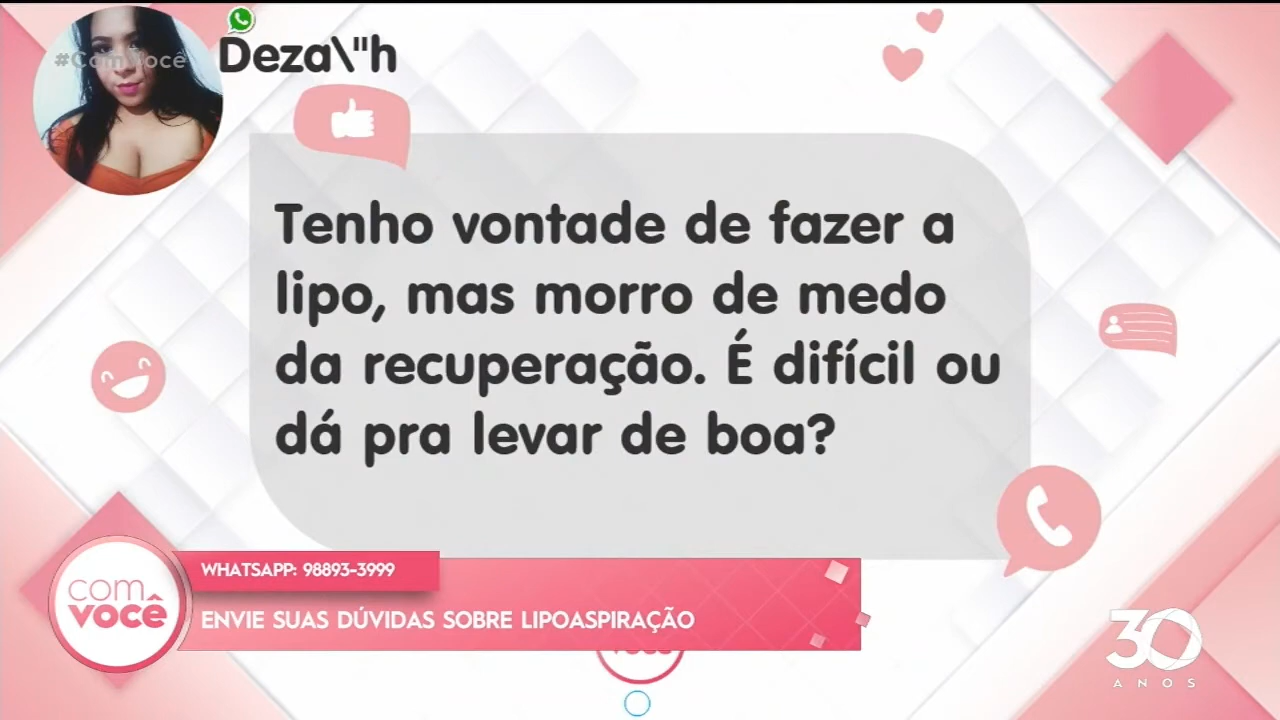 #ComVocê
Deza\"h
Tenho vontade de fazer a
lipo, mas morro de medo
da recuperação. É difícil ou
dá pra levar de boa?
com
você
WHATSAPP: 98893-3999
ENVIE SUAS DÚVIDAS SOBRE LIPOASPIRAÇÃO
30
ANOS